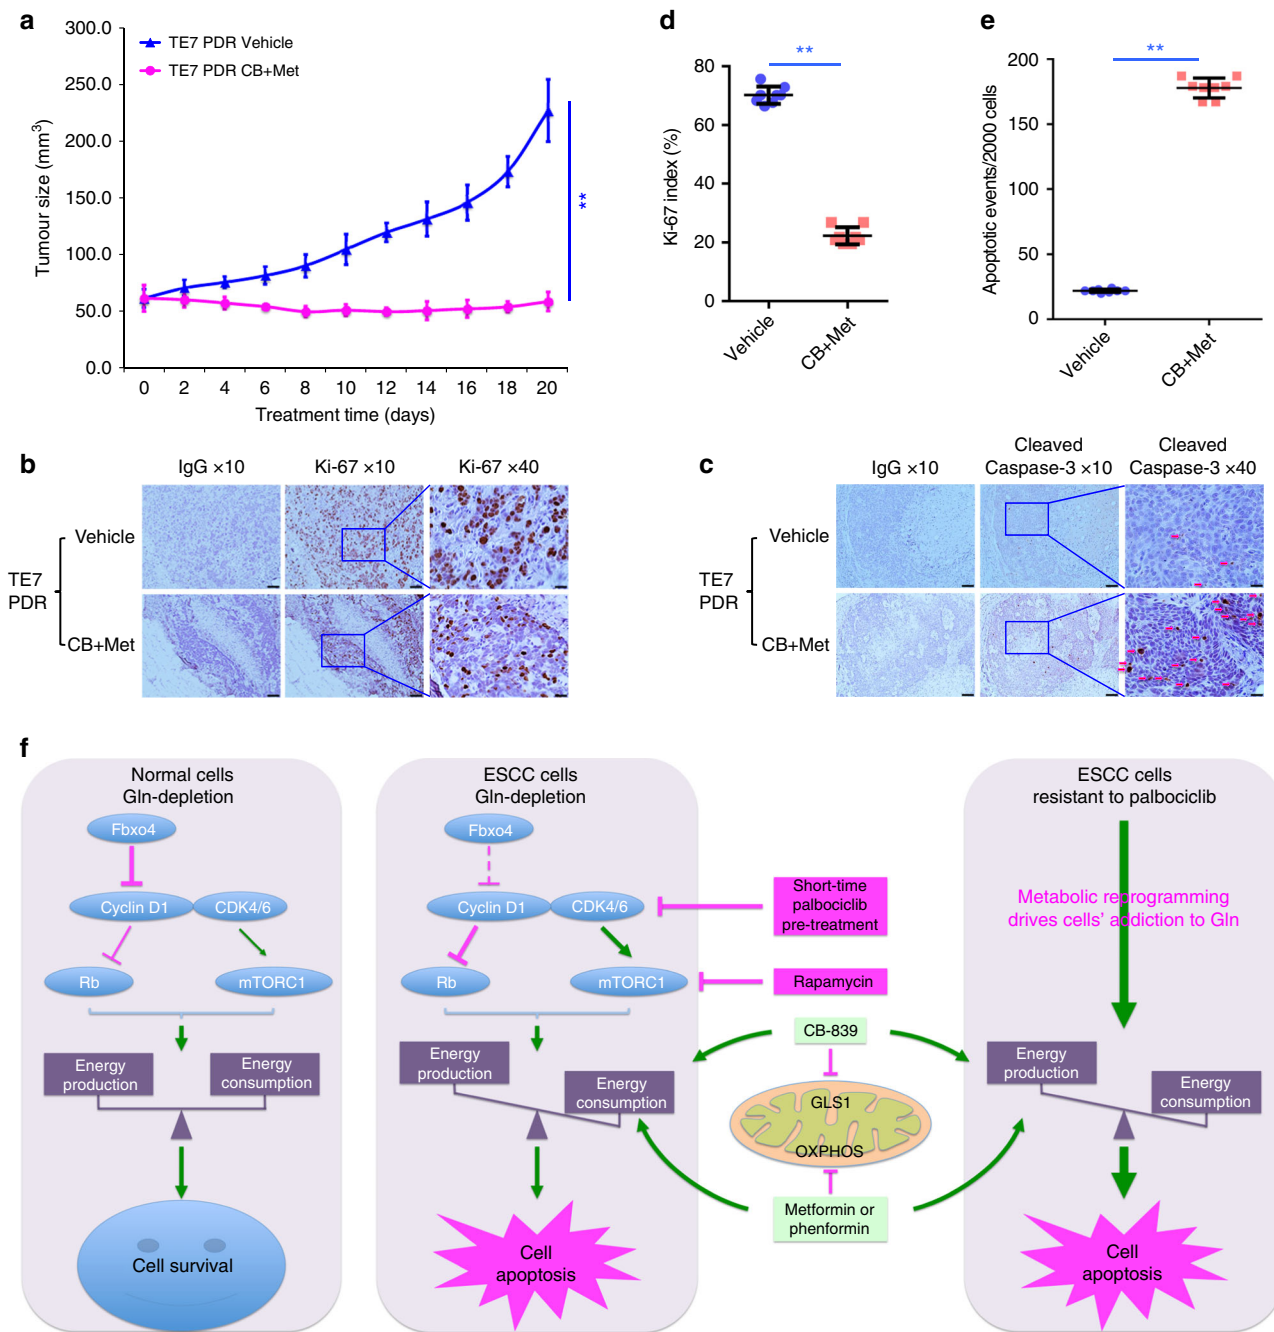 a
300.0
250.0
200.0
150.0
100.0
50.0
0.0
Tumour size (mm³)
TE7 PDR Vehicle
TE7 PDR CB+Met
**
0 2 4 6 8 10 12 14 16 18 20
Treatment time (days)
d
**
80
60
40
20
0
Ki-67 index (%)
Vehicle
CB+Met
e
**
200
150
100
50
0
Apoptotic events/2000 cells
Vehicle
CB+Met
b
IgG ×10
Ki-67 ×10
Ki-67 ×40
TE7
PDR
Vehicle
CB+Met
c
IgG ×10
Cleaved
Caspase-3 ×10
Cleaved
Caspase-3 ×40
TE7
PDR
Vehicle
CB+Met
f
Normal cells
Gln-depletion
Fbxo4
Cyclin D1
CDK4/6
Rb
mTORC1
Energy
production
Energy
consumption
Cell survival
ESCC cells
Gln-depletion
Fbxo4
Cyclin D1
CDK4/6
Rb
mTORC1
Energy
production
Energy
consumption
Cell
apoptosis
Short-time
palbociclib
pre-treatment
Rapamycin
CB-839
GLS1
OXPHOS
Metformin or
phenformin
ESCC cells
resistant to palbociclib
Metabolic reprogramming
drives cells' addiction to Gln
Energy
production
Energy
consumption
Cell
apoptosis